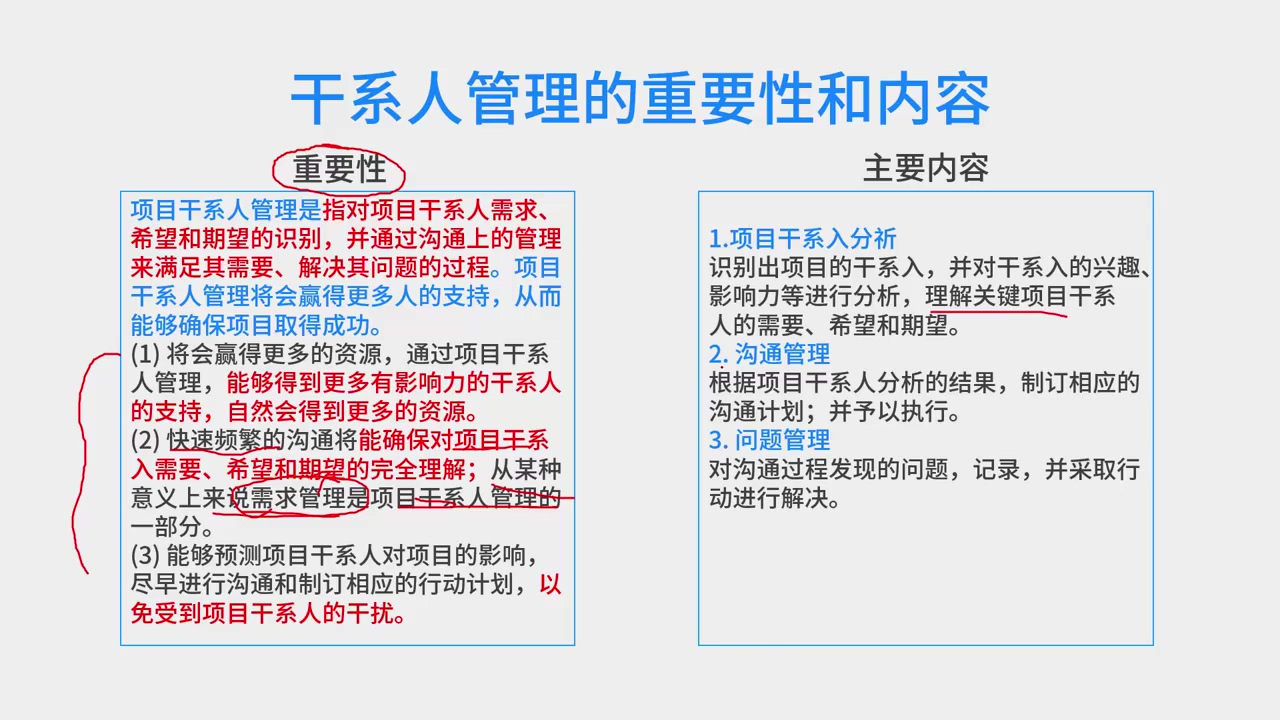 干系人管理的重要性和内容
重要性
项目干系人管理是指对项目干系人需求、
希望和期望的识别，并通过沟通上的管理
来满足其需要、解决其问题的过程。项目
干系人管理将会赢得更多人的支持，从而
能够确保项目取得成功。
(1) 将会赢得更多的资源，通过项目干系
人管理，能够得到更多有影响力的干系人
的支持，自然会得到更多的资源。
(2) 快速频繁的沟通将能确保对项目干系
入需要、希望和期望的完全理解；从某种
意义上来说需求管理是项目干系人管理的
一部分。
(3) 能够预测项目干系人对项目的影响，
尽早进行沟通和制订相应的行动计划，以
免受到项目干系人的干扰。
主要内容
1.项目干系入分祈
识别出项目的干系入，并对干系入的兴趣、
影响力等进行分析，理解关键项目干系
人的需要、希望和期望。
2. 沟通管理
根据项目干系人分析的结果，制订相应的
沟通计划；并予以执行。
3. 问题管理
对沟通过程发现的问题，记录，并采取行
动进行解决。